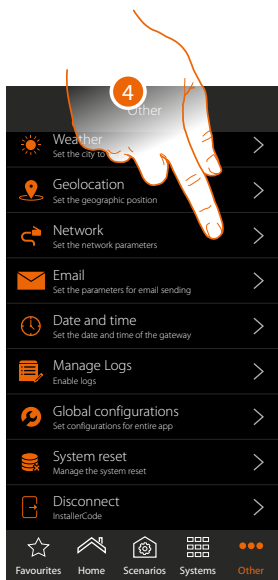 4
Other
Weather
Set the city to
Geolocation
Set the geographic position
Network
Set the network parameters
Email
Set the parameters for email sending
Date and time
Set the date and time of the gateway
Manage Logs
Enable logs
Global configurations
Set configurations for entire app
System reset
Manage the system reset
Disconnect
InstallerCode
Favourites Home Scenarios Systems Other